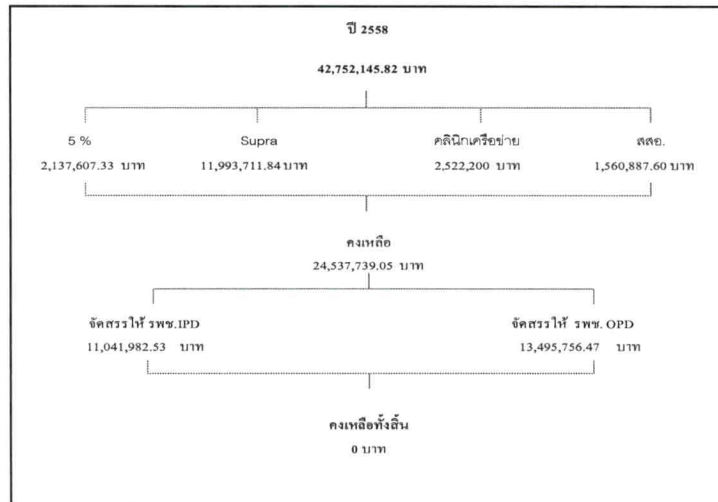 ปี 2558
42,752,145.82 บาท
5 % Supra คลินิกเครือข่าย สสอ.
2,137,607.33 บาท 11,993,711.84 บาท 2,522,200 บาท 1,560,887.60 บาท
คงเหลือ
24,537,739.05 บาท
จัดสรรให้ รพช.IPD จัดสรรให้ รพช. OPD
11,041,982.53 บาท 13,495,756.47 บาท
คงเหลือทั้งสิ้น
0 บาท